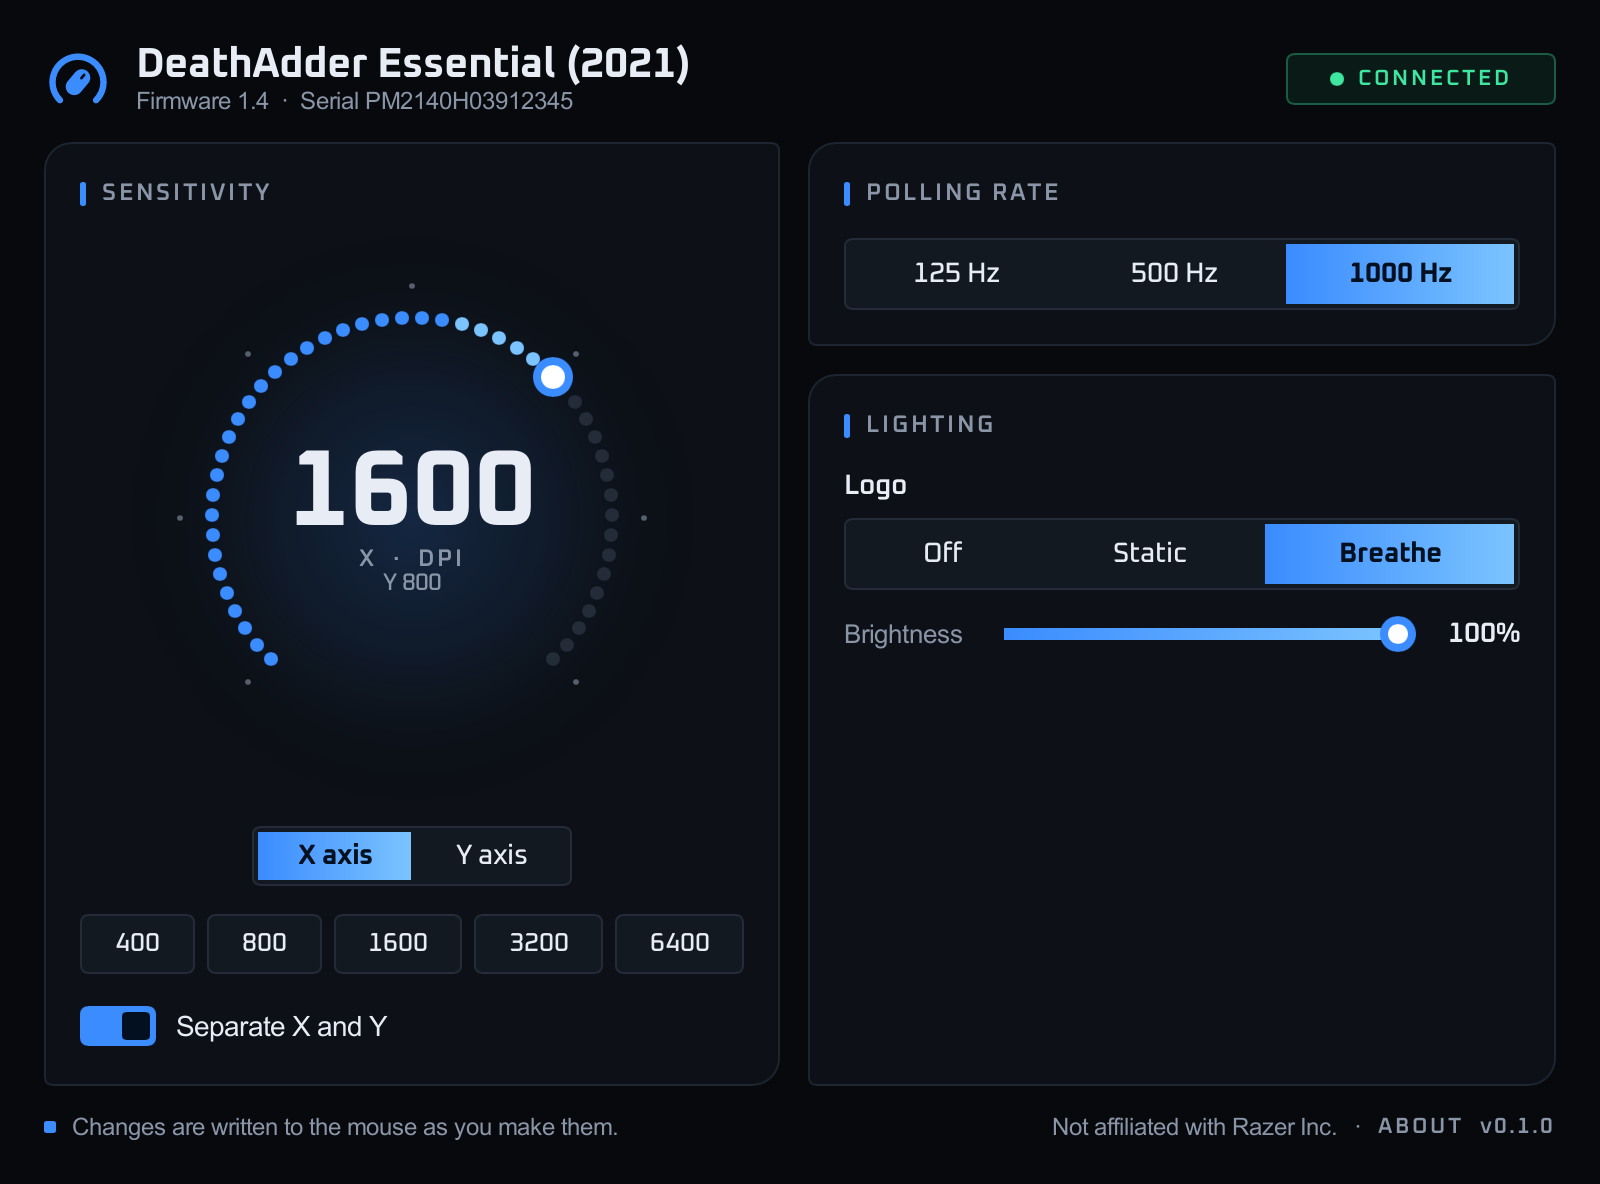 DeathAdder Essential (2021)
Firmware 1.4 · Serial PM2140H03912345
CONNECTED
SENSITIVITY
1600
X · DPI
Y 800
X axis Y axis
400 800 1600 3200 6400
Separate X and Y
POLLING RATE
125 Hz 500 Hz 1000 Hz
LIGHTING
Logo
Off Static Breathe
Brightness 100%
Changes are written to the mouse as you make them.
Not affiliated with Razer Inc. · ABOUT v0.1.0